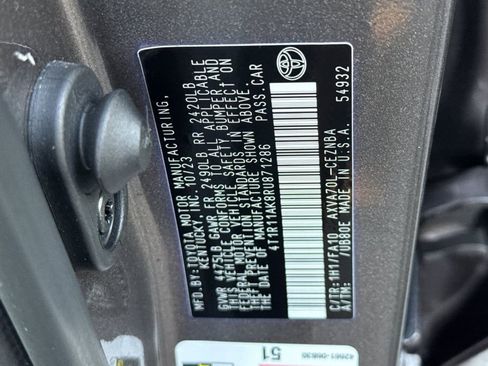 MFD.BY:TOYOTA MOTOR MANUFACTURING,
KENTUCKY, INC. 10/23
GVWR 4475LB GAWR FR 2490LB RR 2420LB
THIS VEHICLE CONFORMS TO ALL APPLICABLE
FEDERAL MOTOR VEHICLE SAFETY, BUMPER, AND
THEFT PREVENTION STANDARDS IN EFFECT ON
THE DATE OF MANUFACTURE SHOWN ABOVE.
4T1R11AK8RU871286 PASS.CAR
C/TR:1H1/FA10 AXVA70L-CEZNBA
A/TM: /UB80E MADE IN U.S.A. 54932
51